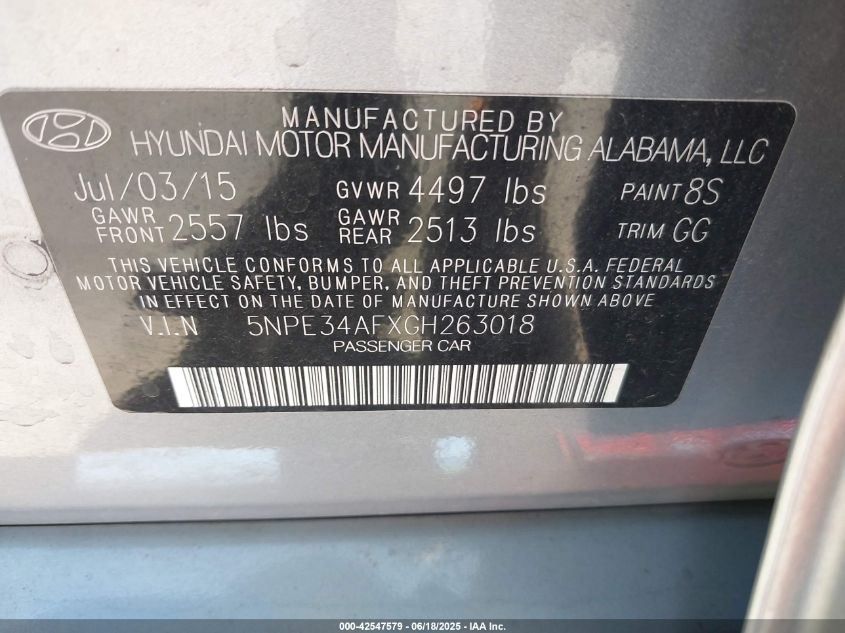 MANUFACTURED BY
HYUNDAI MOTOR MANUFACTURING ALABAMA, LLC
Jul/03/15 GVWR 4497 lbs PAINT 8S
GAWR FRONT 2557 lbs GAWR REAR 2513 lbs TRIM GG
THIS VEHICLE CONFORMS TO ALL APPLICABLE U.S.A. FEDERAL
MOTOR VEHICLE SAFETY, BUMPER, AND THEFT PREVENTION STANDARDS
IN EFFECT ON THE DATE OF MANUFACTURE SHOWN ABOVE
V.I.N 5NPE34AFXGH263018
PASSENGER CAR
000-42547579 - 06/18/2025 - IAA Inc.